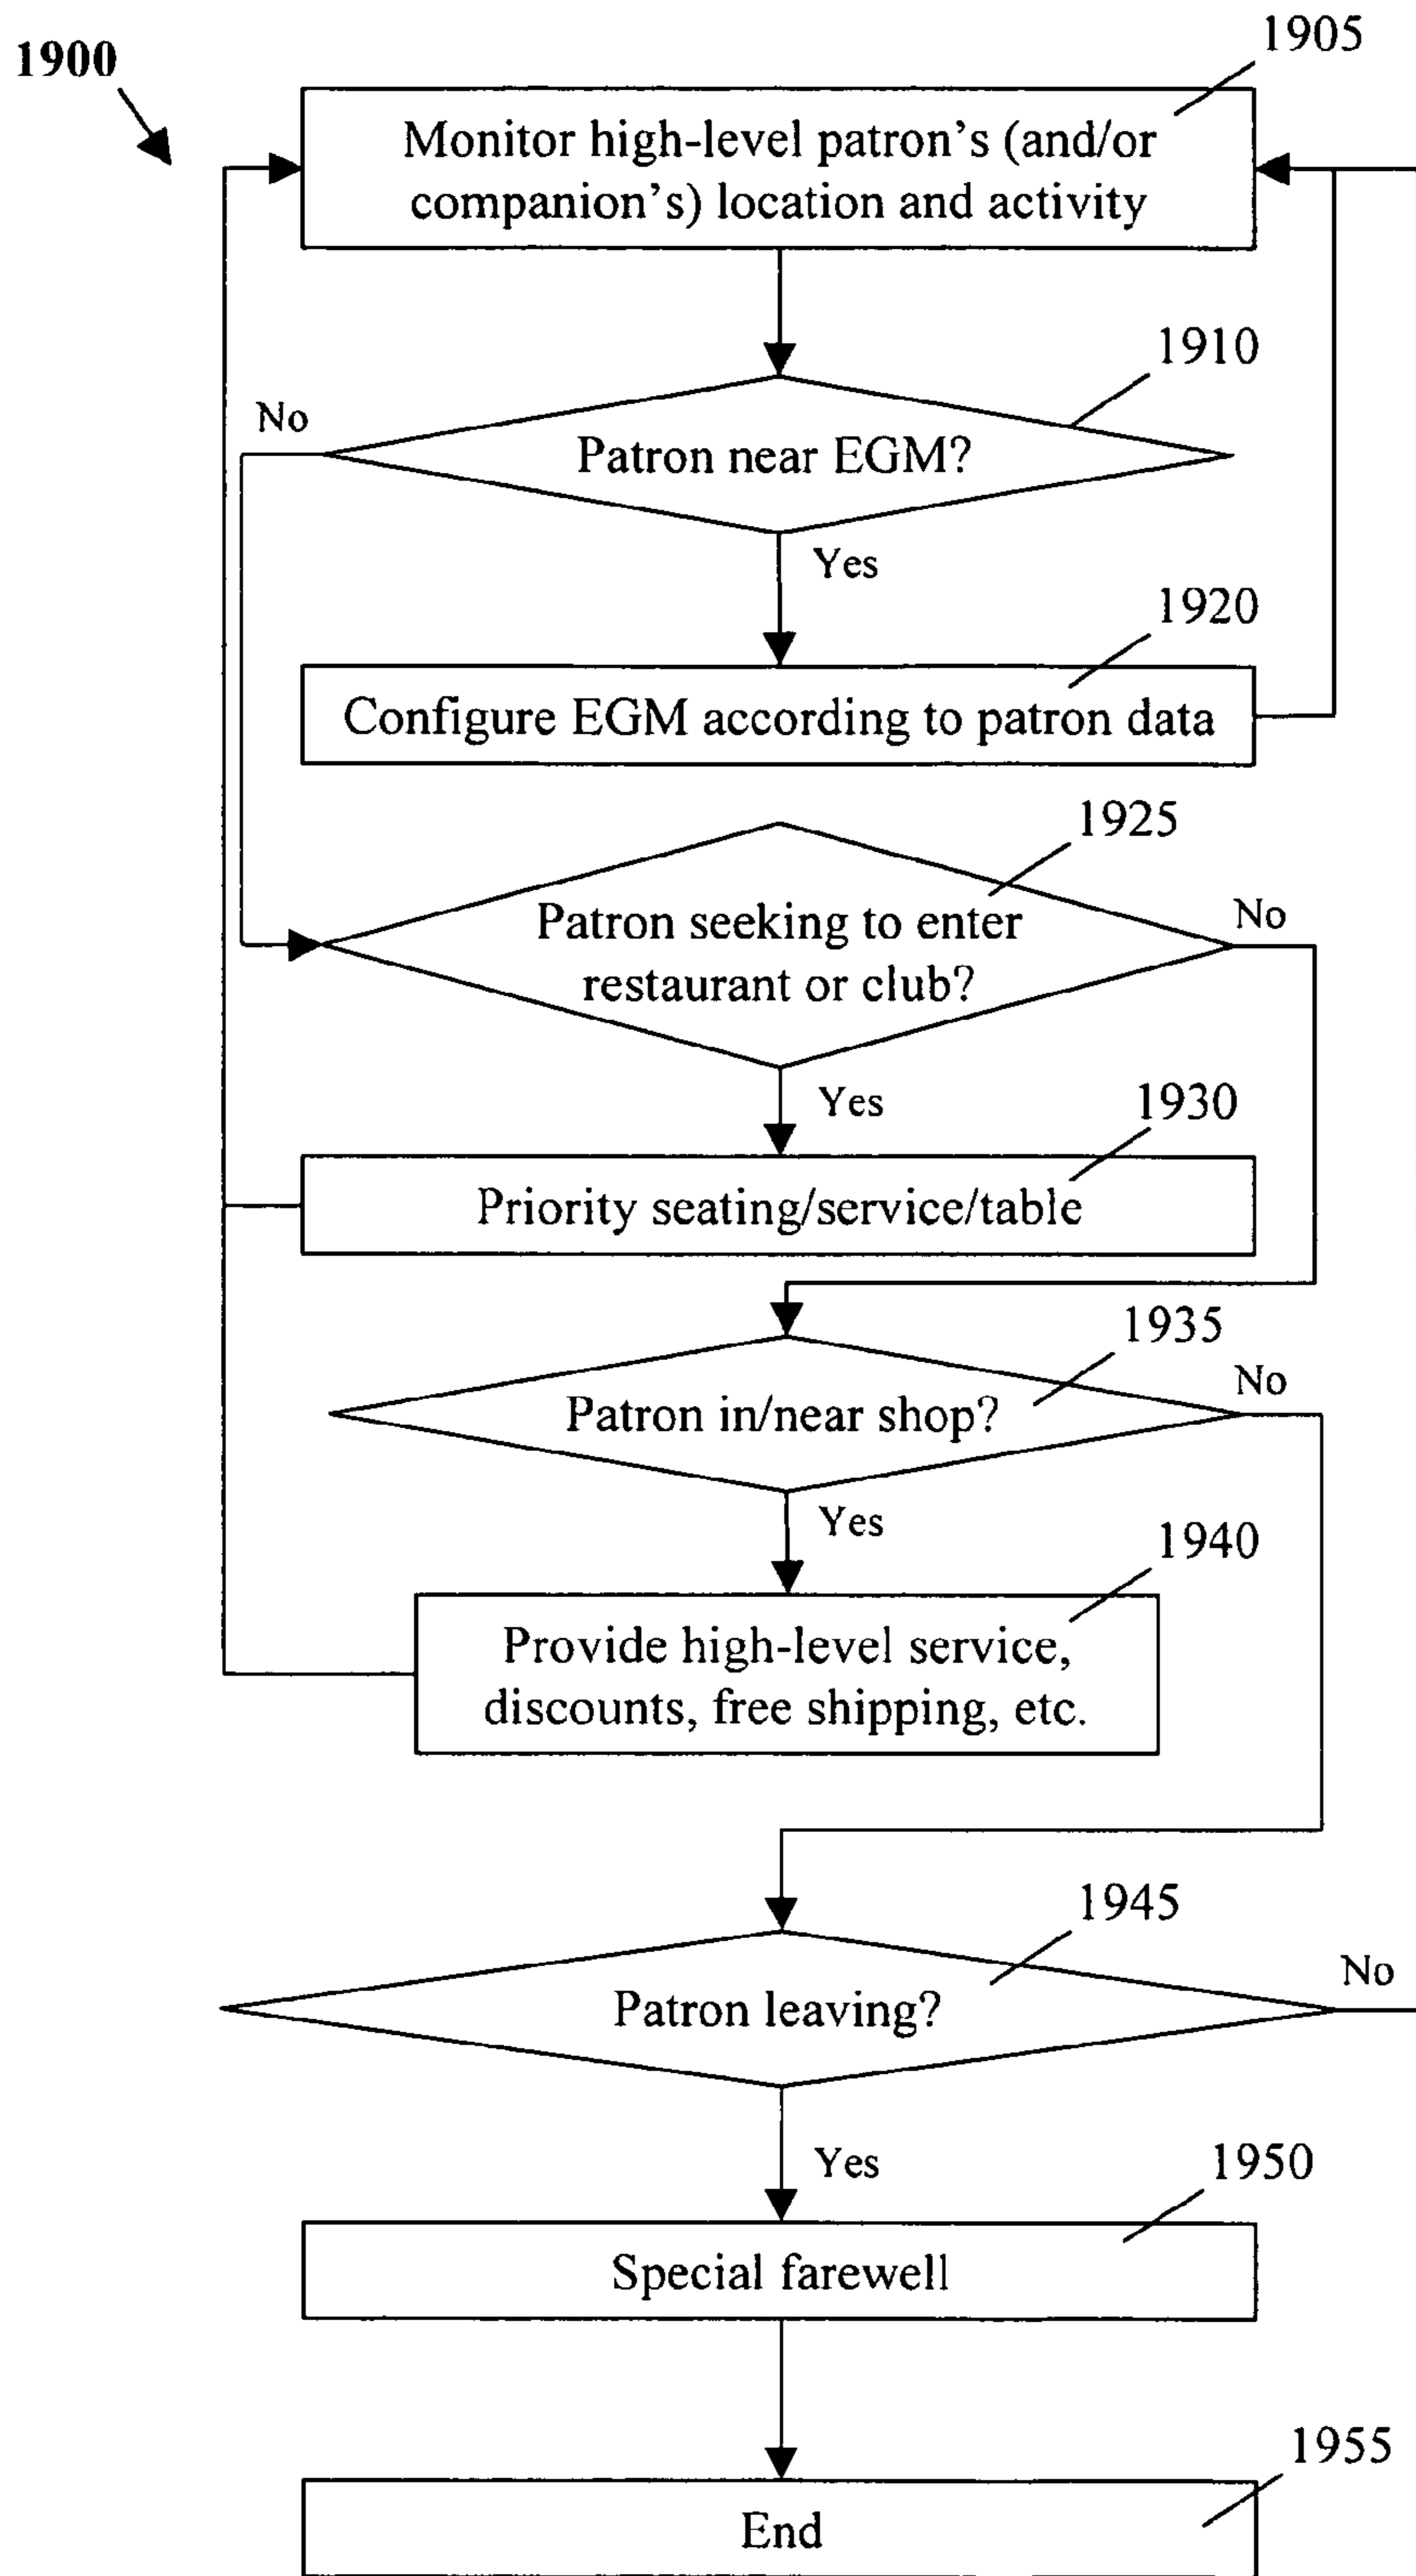 1900
1905
Monitor high-level patron's (and/or
companion's) location and activity
1910
No
Patron near EGM?
Yes
1920
Configure EGM according to patron data
1925
No
Patron seeking to enter
restaurant or club?
Yes
1930
Priority seating/service/table
1935
No
Patron in/near shop?
Yes
1940
Provide high-level service,
discounts, free shipping, etc.
1945
No
Patron leaving?
Yes
1950
Special farewell
1955
End